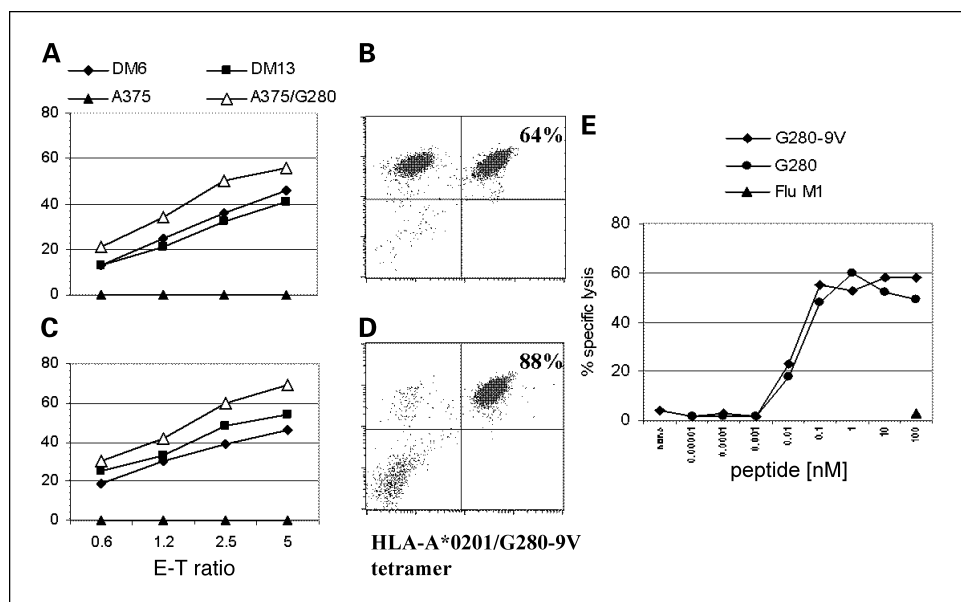 A
DM6
DM13
A375
A375/G280
80
60
40
20
0
B
64%
C
80
60
40
20
0
0.6
1.2
2.5
5
E-T ratio
D
88%
HLA-A*0201/G280-9V
tetramer
E
G280-9V
G280
Flu M1
80
60
40
20
0
% specific lysis
none
0.00001
0.0001
0.001
0.01
0.1
1
10
100
peptide [nM]